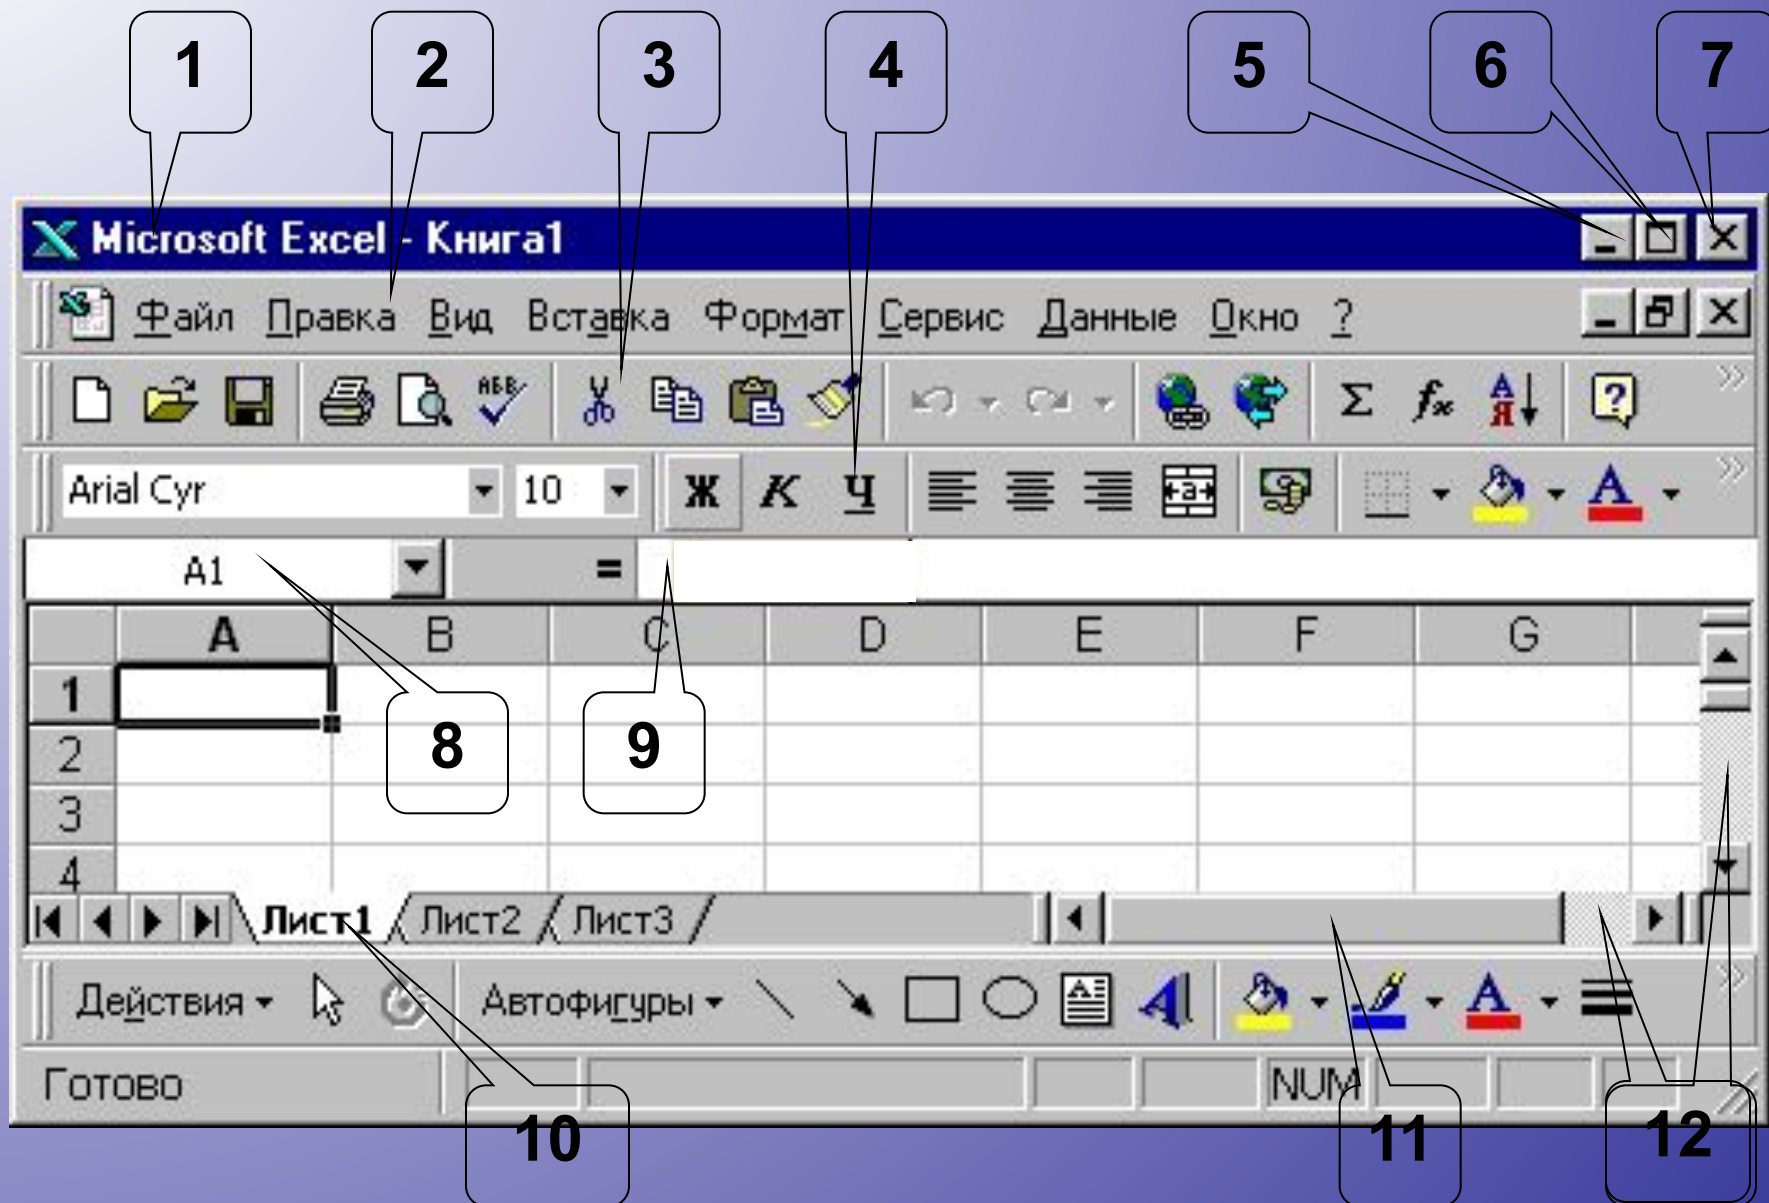 1 2 3 4 5 6 7
Microsoft Excel - Книга1
Файл Правка Вид Вставка Формат Сервис Данные Окно ?
АБВ Σ fx А Я ?
Arial Cyr 10 Ж К Ч a А
A1 =
A B C D E F G
1
2
8 9
3
4
Лист1 Лист2 Лист3
Действия Автофигуры A A А
Готово NUM
10 11 12